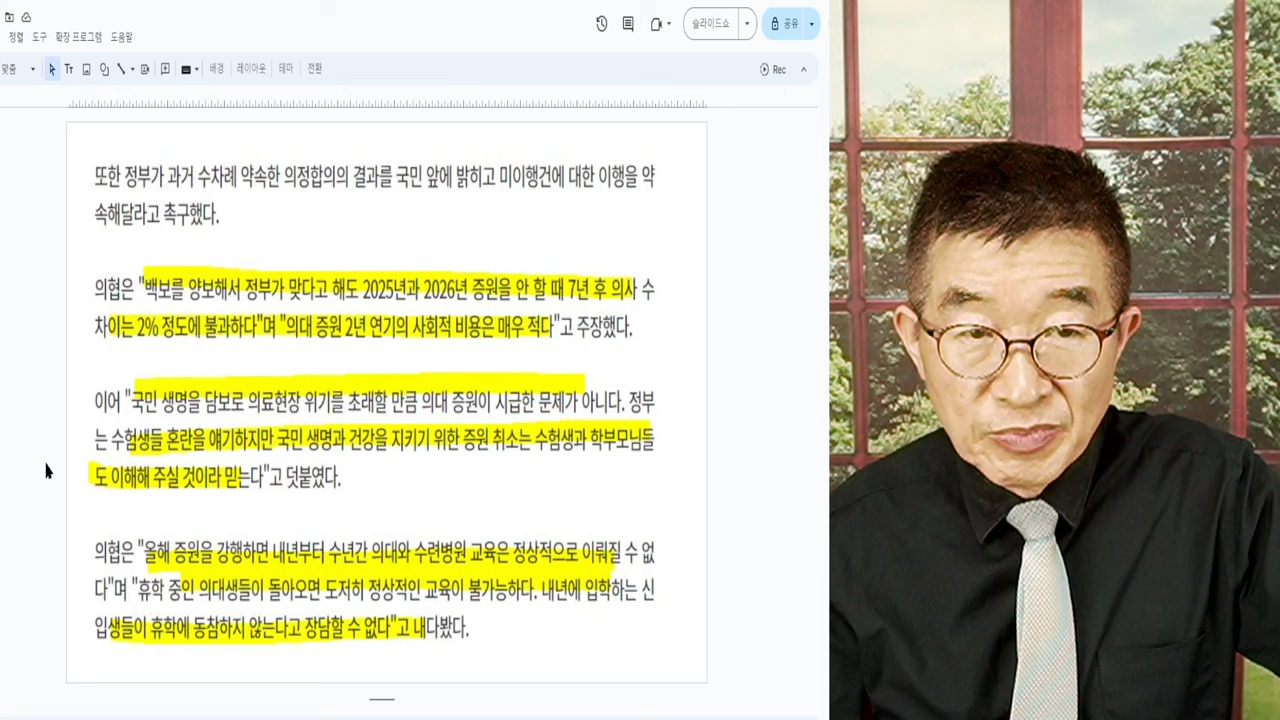 정렬 도구 확장 프로그램 도움말
슬라이드쇼
공유
맞춤
Tт
배경
레이아웃
테마
전환
Rec
또한 정부가 과거 수차례 약속한 의정합의의 결과를 국민 앞에 밝히고 미이행건에 대한 이행을 약
속해달라고 촉구했다.
의협은 "백보를 양보해서 정부가 맞다고 해도 2025년과 2026년 증원을 안 할 때 7년 후 의사 수
차이는 2% 정도에 불과하다"며 "의대 증원 2년 연기의 사회적 비용은 매우 적다"고 주장했다.
이어 "국민 생명을 담보로 의료현장 위기를 초래할 만큼 의대 증원이 시급한 문제가 아니다. 정부
는 수험생들 혼란을 얘기하지만 국민 생명과 건강을 지키기 위한 증원 취소는 수험생과 학부모님들
도 이해해 주실 것이라 믿는다"고 덧붙였다.
의협은 "올해 증원을 강행하면 내년부터 수년간 의대와 수련병원 교육은 정상적으로 이뤄질 수 없
다"며 "휴학 중인 의대생들이 돌아오면 도저히 정상적인 교육이 불가능하다. 내년에 입학하는 신
입생들이 휴학에 동참하지 않는다고 장담할 수 없다"고 내다봤다.